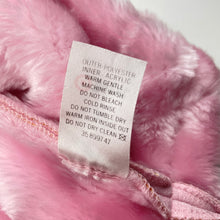 OUTER: POLYESTER
INNER: ACRYLIC
WARM GENTLE
MACHINE WASH
DO NOT BLEACH
COLD RINSE
DO NOT TUMBLE DRY
WARM IRON INSIDE OUT
DO NOT DRY CLEAN